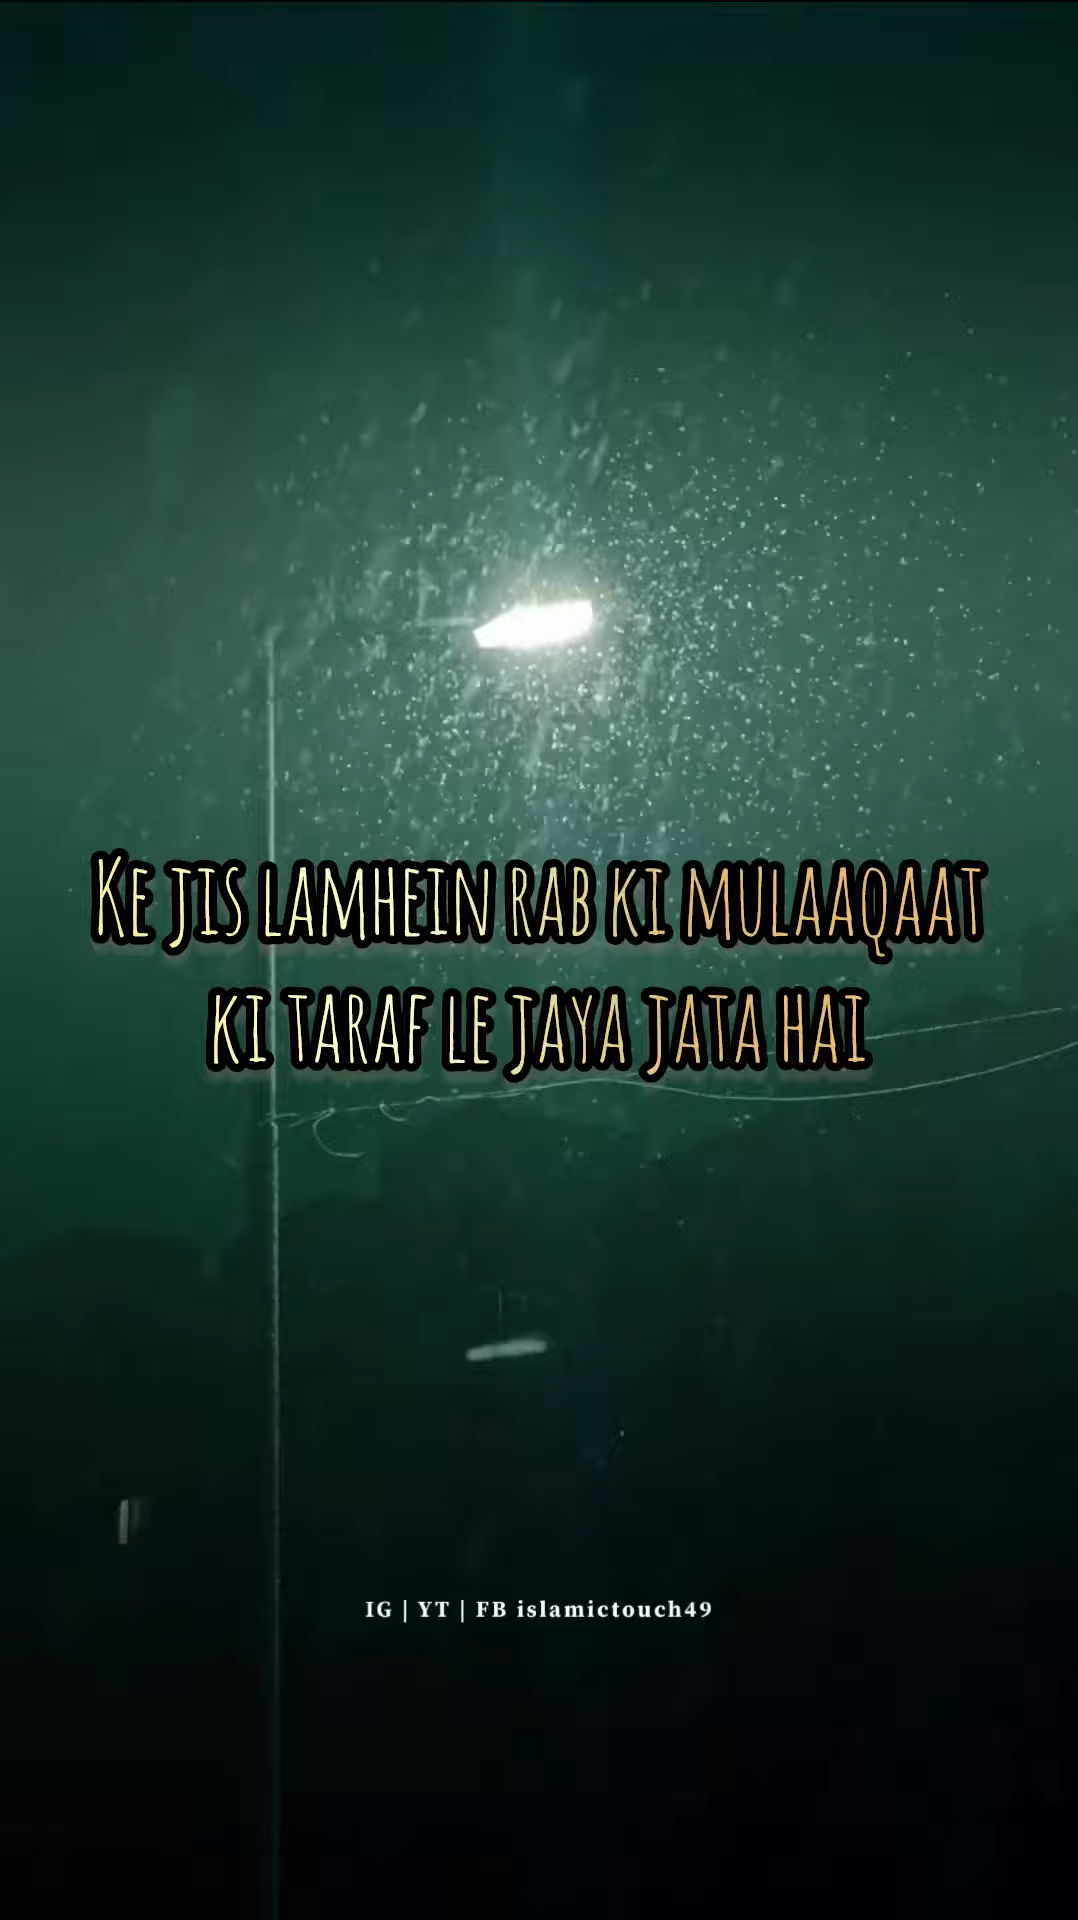 Ke jis lamhein rab ki mulaaqaat
ki taraf le jaya jata hai
IG | YT | FB islamictouch49